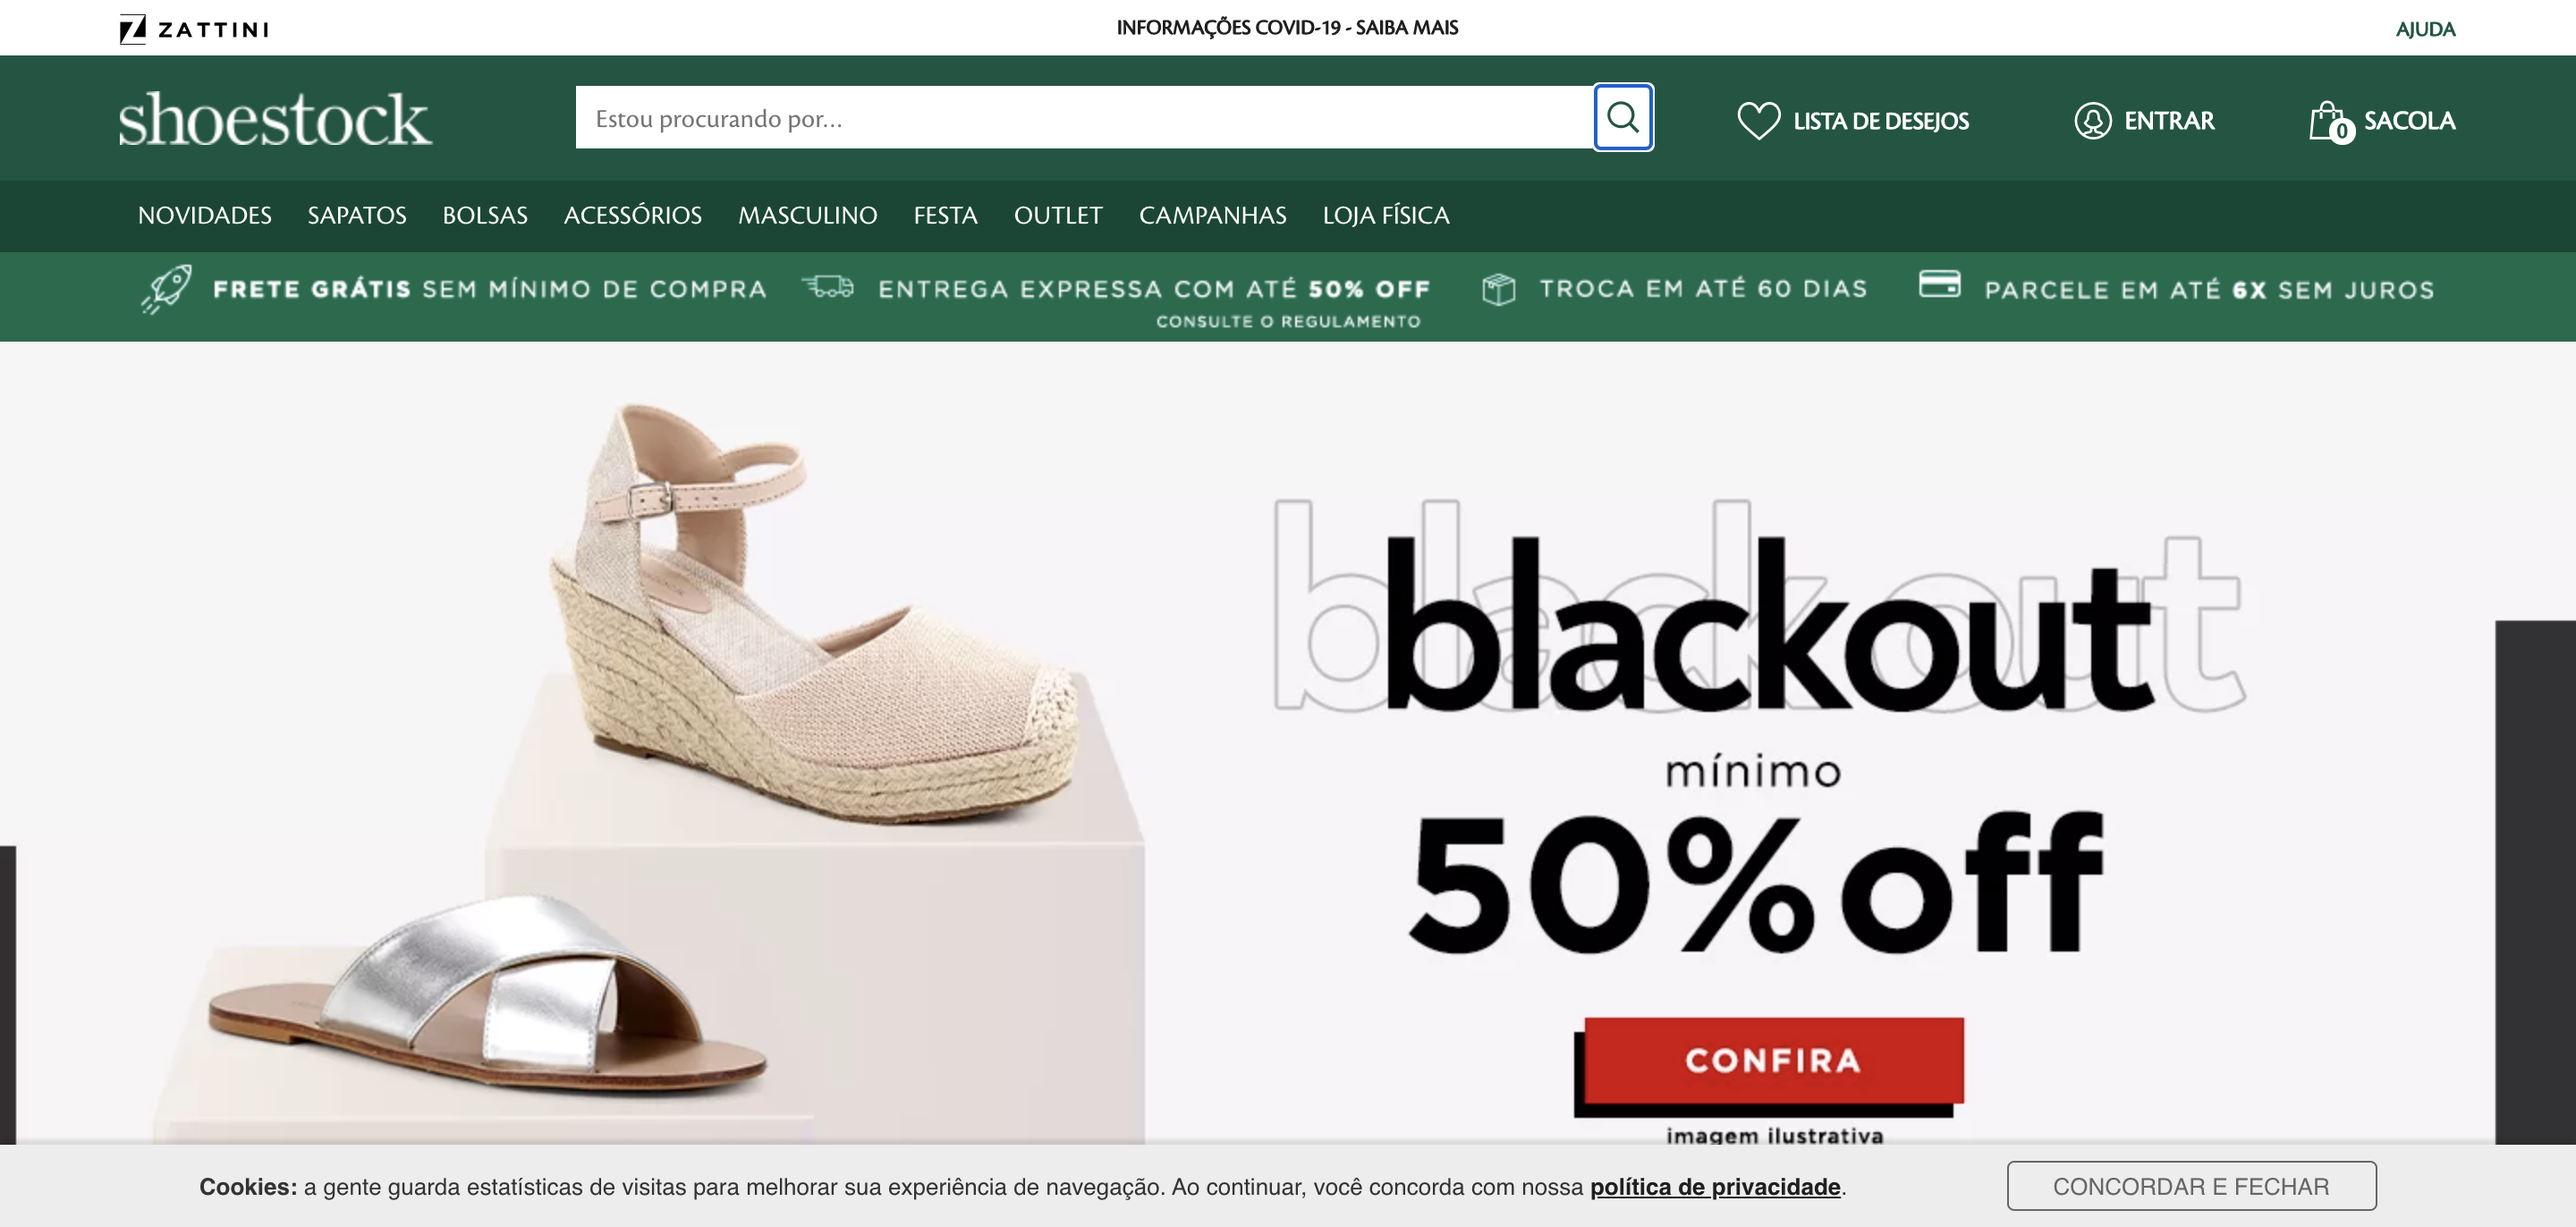 ZATTINI
INFORMAÇÕES COVID-19 - SAIBA MAIS
AJUDA
shoestock
Estou procurando por...
LISTA DE DESEJOS
ENTRAR
0
SACOLA
NOVIDADES SAPATOS BOLSAS ACESSÓRIOS MASCULINO FESTA OUTLET CAMPANHAS LOJA FÍSICA
FRETE GRÁTIS SEM MÍNIMO DE COMPRA
ENTREGA EXPRESSA COM ATÉ 50% OFF
CONSULTE O REGULAMENTO
TROCA EM ATÉ 60 DIAS
PARCELE EM ATÉ 6X SEM JUROS
blackout
blackout
mínimo
50% off
CONFIRA
imagem ilustrativa
Cookies: a gente guarda estatísticas de visitas para melhorar sua experiência de navegação. Ao continuar, você concorda com nossa política de privacidade.
CONCORDAR E FECHAR